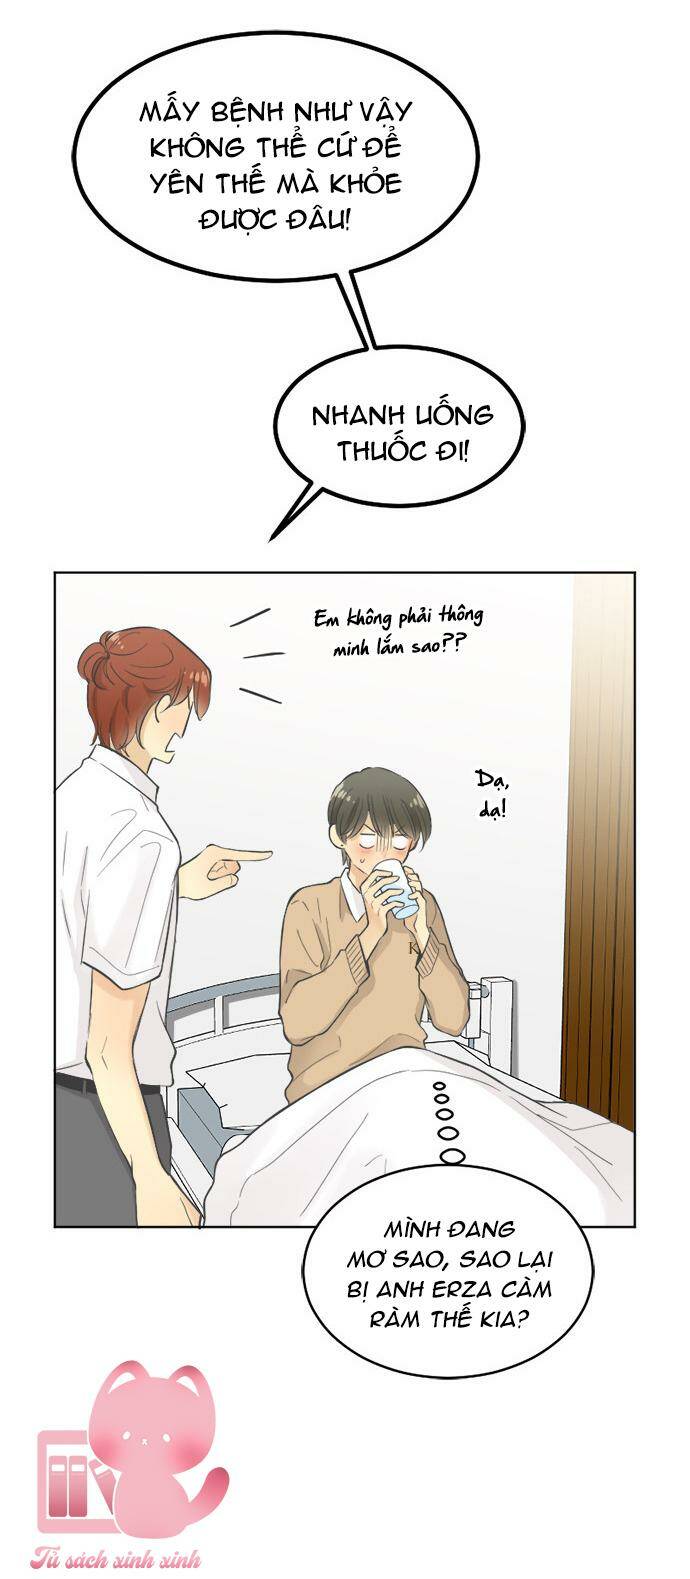 MẤY BỆNH NHƯ VẬY
KHÔNG THỂ CỨ ĐỂ
YÊN THẾ MÀ KHỎE
ĐƯỢC ĐÂU!
NHANH UỐNG
THUỐC ĐI!
Em không phải thông
minh lắm sao??
Dạ,
dạ!
K
MÌNH ĐANG
MƠ SAO, SAO LẠI
BỊ ANH ERZA CÀM
RÀM THẾ KIA?
Tủ sách xinh xinh